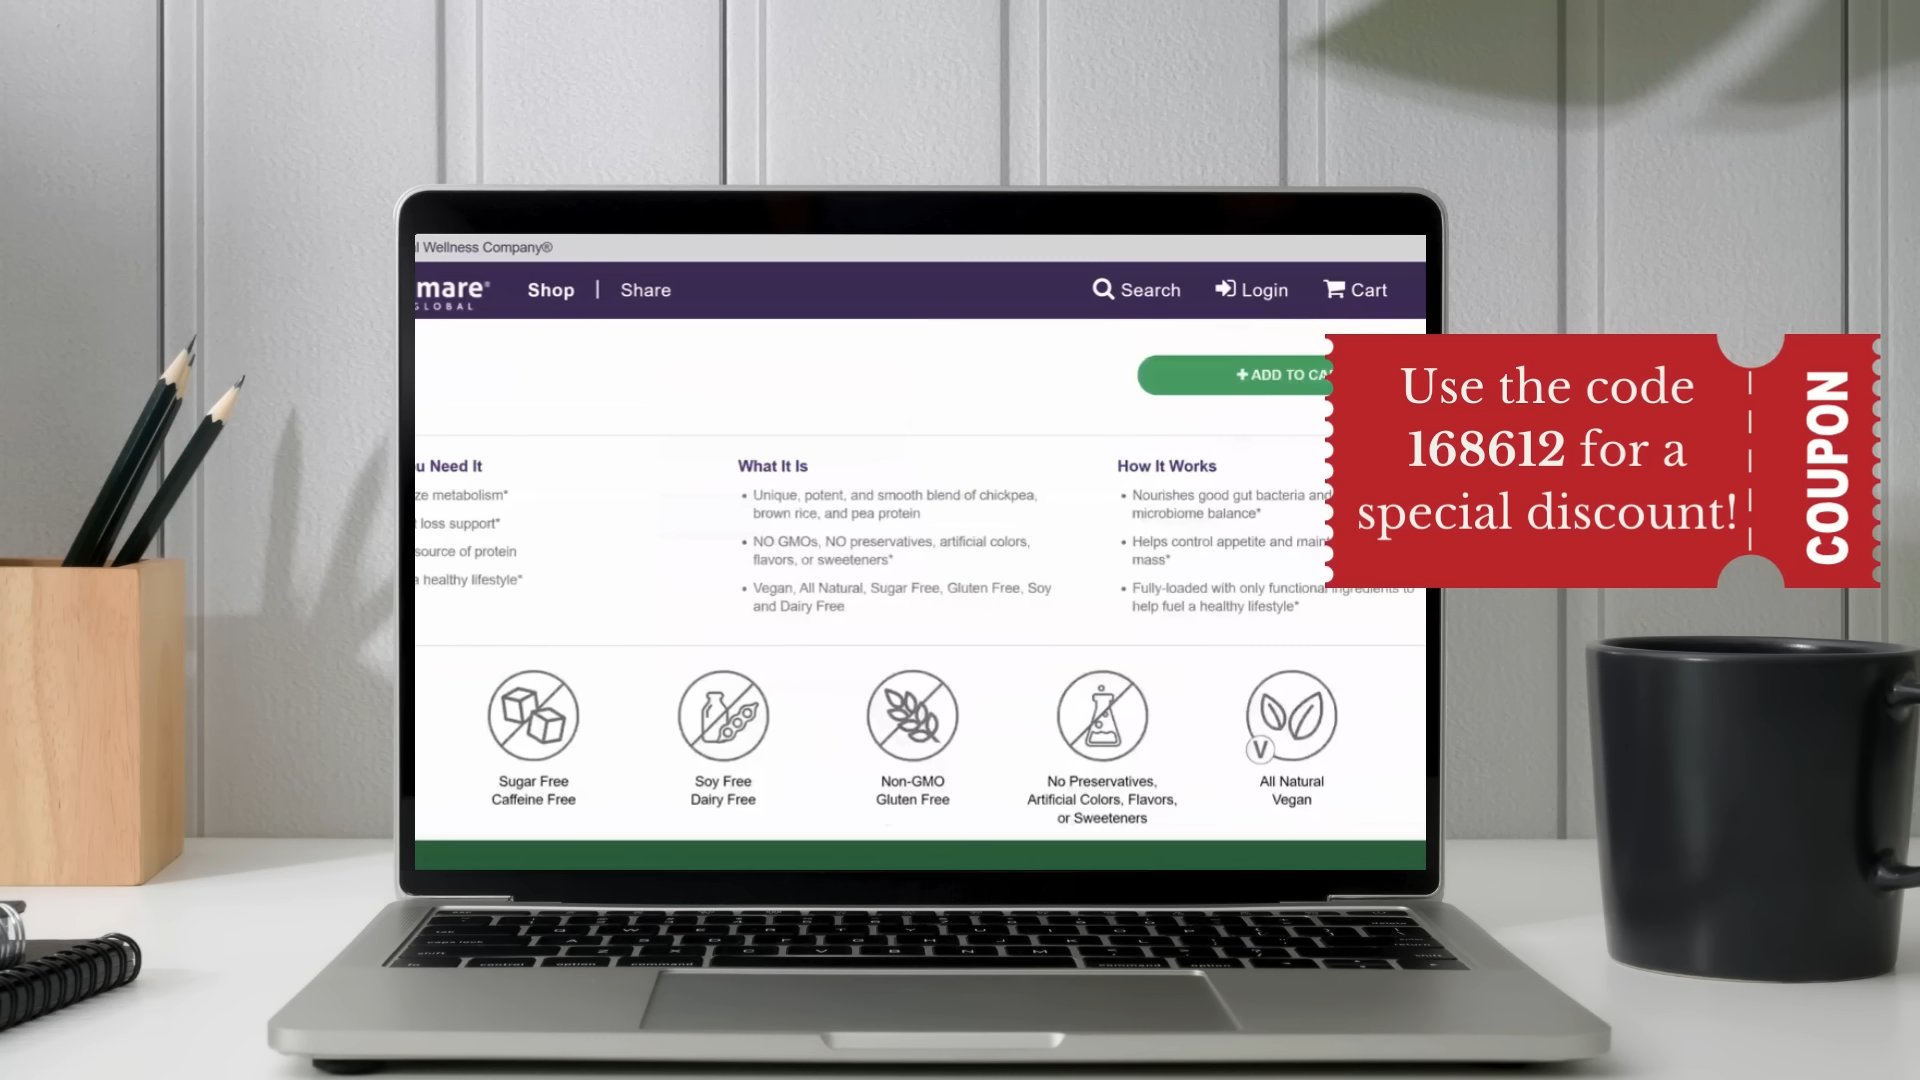 l Wellness Company®
mare®
GLOBAL
Shop | Share
Search
Login
Cart
+ ADD TO CA
u Need It
ze metabolism*
t loss support*
source of protein
a healthy lifestyle*
What It Is
• Unique, potent, and smooth blend of chickpea,
brown rice, and pea protein
• NO GMOs, NO preservatives, artificial colors,
flavors, or sweeteners*
• Vegan, All Natural, Sugar Free, Gluten Free, Soy
and Dairy Free
How It Works
• Nourishes good gut bacteria and
microbiome balance*
• Helps control appetite and main
mass*
• Fully-loaded with only functional ingredients to
help fuel a healthy lifestyle*
Use the code
168612 for a
special discount!
COUPON
Sugar Free
Caffeine Free
Soy Free
Dairy Free
Non-GMO
Gluten Free
No Preservatives,
Artificial Colors, Flavors,
or Sweeteners
V
All Natural
Vegan